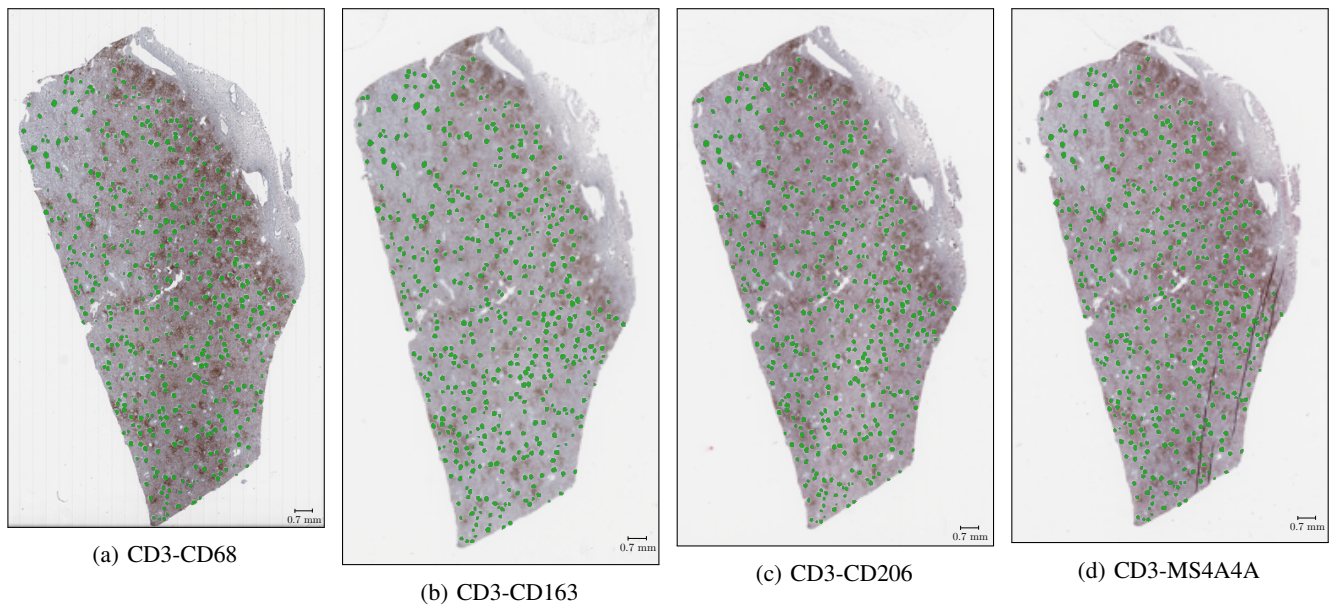 0.7 mm
0.7 mm
0.7 mm
0.7 mm
(a) CD3-CD68
(b) CD3-CD163
(c) CD3-CD206
(d) CD3-MS4A4A